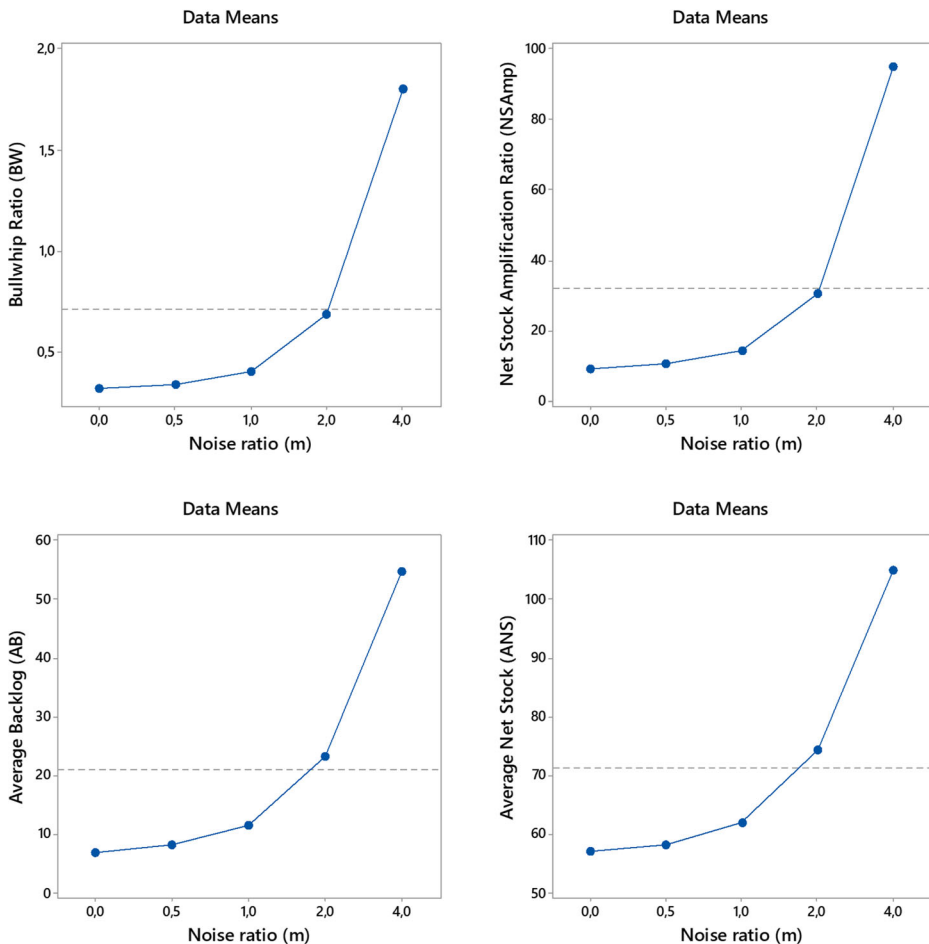 Data Means
Bullwhip Ratio (BW)
2,0
1,5
1,0
0,5
0,0 0,5 1,0 2,0 4,0
Noise ratio (m)
Data Means
Net Stock Amplification Ratio (NSAmp)
100
80
60
40
20
0
0,0 0,5 1,0 2,0 4,0
Noise ratio (m)
Data Means
Average Backlog (AB)
60
50
40
30
20
10
0
0,0 0,5 1,0 2,0 4,0
Noise ratio (m)
Data Means
Average Net Stock (ANS)
110
100
90
80
70
60
50
0,0 0,5 1,0 2,0 4,0
Noise ratio (m)